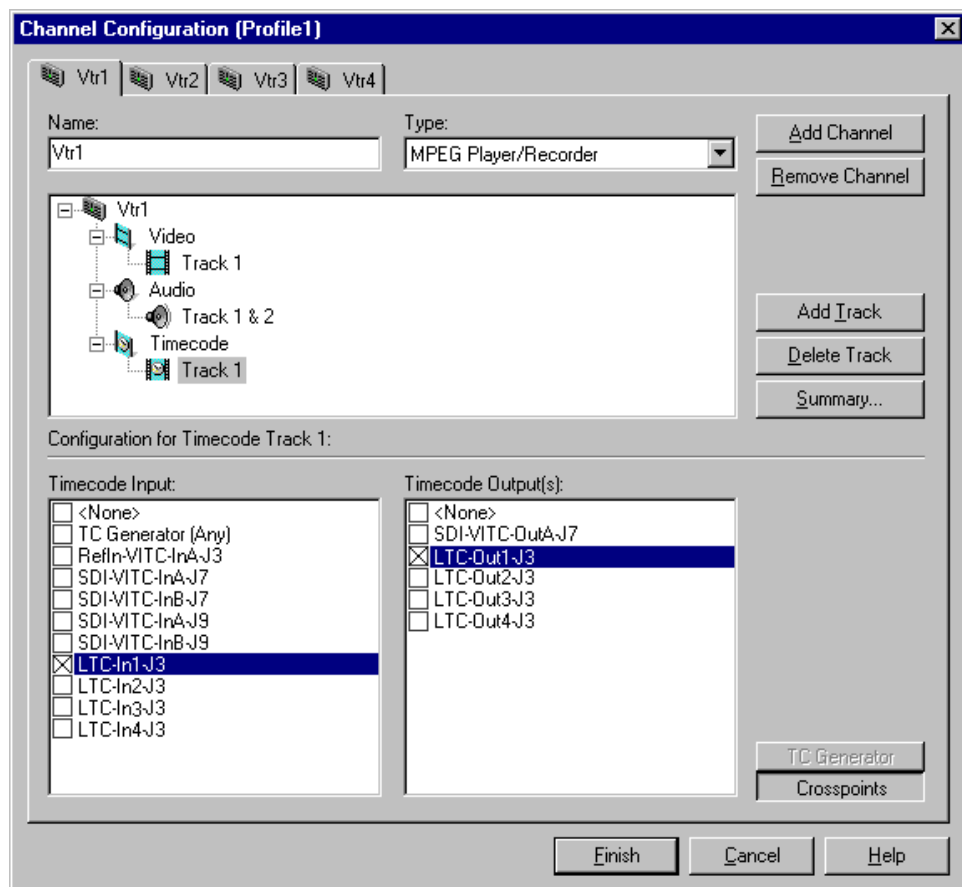 Channel Configuration (Profile1)
Vtr1 Vtr2 Vtr3 Vtr4
Name: Type:
Vtr1 MPEG Player/Recorder
Add Channel
Remove Channel
Vtr1
Video
Track 1
Audio
Track 1 & 2
Timecode
Track 1
Add Track
Delete Track
Summary...
Configuration for Timecode Track 1:
Timecode Input:
<None>
TC Generator (Any)
RefIn-VITC-InA-J3
SDI-VITC-InA-J7
SDI-VITC-InB-J7
SDI-VITC-InA-J9
SDI-VITC-InB-J9
LTC-In1-J3
LTC-In2-J3
LTC-In3-J3
LTC-In4-J3
Timecode Output(s):
<None>
SDI-VITC-OutA-J7
LTC-Out1-J3
LTC-Out2-J3
LTC-Out3-J3
LTC-Out4-J3
TC Generator
Crosspoints
Finish Cancel Help